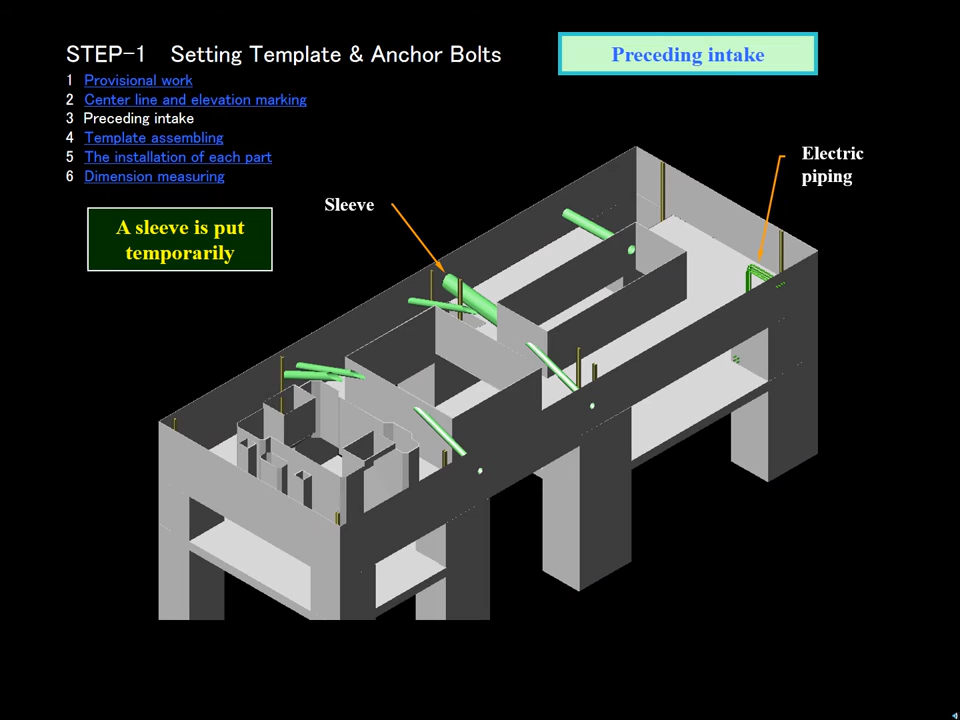 STEP-1 Setting Template & Anchor Bolts
Preceding intake
1 Provisional work
2 Center line and elevation marking
3 Preceding intake
4 Template assembling
5 The installation of each part
6 Dimension measuring
A sleeve is put
temporarily
Sleeve
Electric
piping